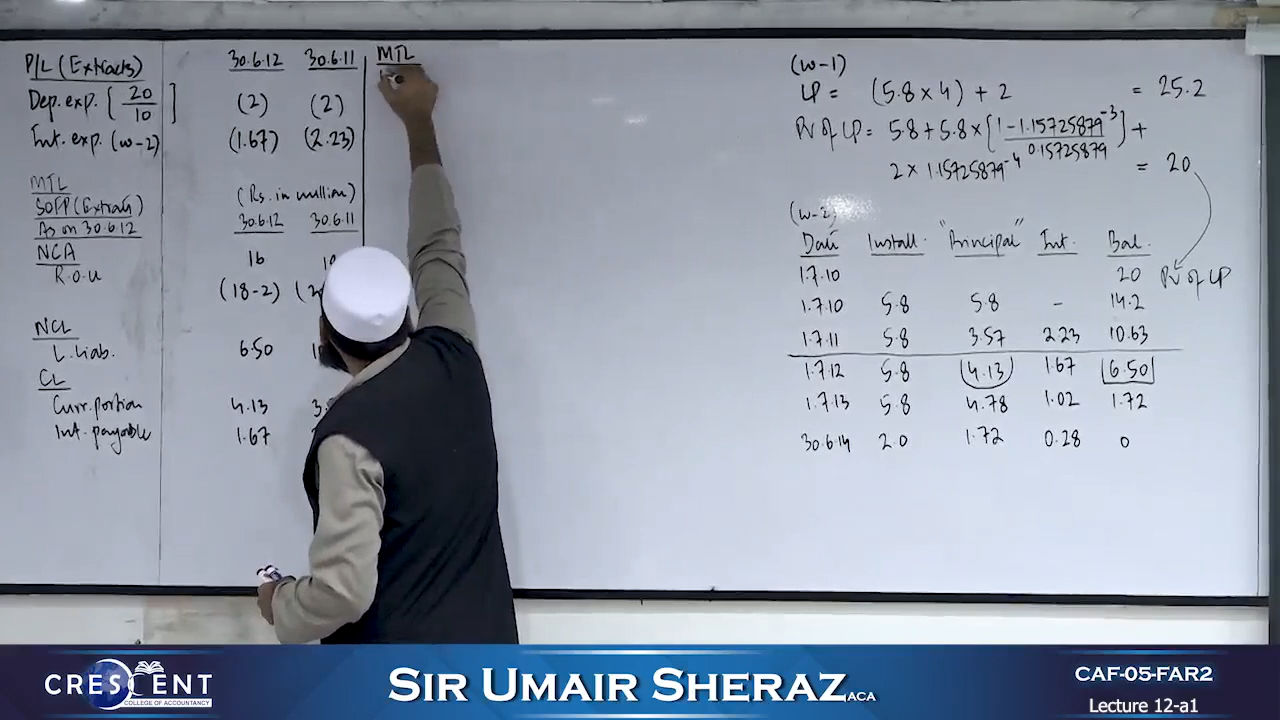 P/L (Extracts) 30.6.12 30.6.11
Dep. exp. [20/10] (2) (2)
Int. exp. (w-2) (1.67) (2.23)
MTL (Rs. in million)
SOFP (Extracts)
As on 30.6.12 30.6.12 30.6.11
NCA
R.O.U 16
(18-2)
NCL
L. Liab. 6.50
CL
Curr. portion 4.13 3.
Int. payable 1.67
MTL
(w-1)
LP = (5.8 x 4) + 2 = 25.2
PV of LP = 5.8 + 5.8 x [1 - 1.15725879⁻³ / 0.15725879] +
2 x 1.15725879⁻⁴ = 20
(w-2)
Date Install. "Principal" Int. Bal.
1.7.10 20 PV of LP
1.7.10 5.8 5.8 - 14.2
1.7.11 5.8 3.57 2.23 10.63
1.7.12 5.8 4.13 1.67 6.50
1.7.13 5.8 4.78 1.02 1.72
30.6.14 2.0 1.72 0.28 0
CRESCENT
COLLEGE OF ACCOUNTANCY
SIR UMAIR SHERAZ ACA
CAF-05-FAR2
Lecture 12-a1